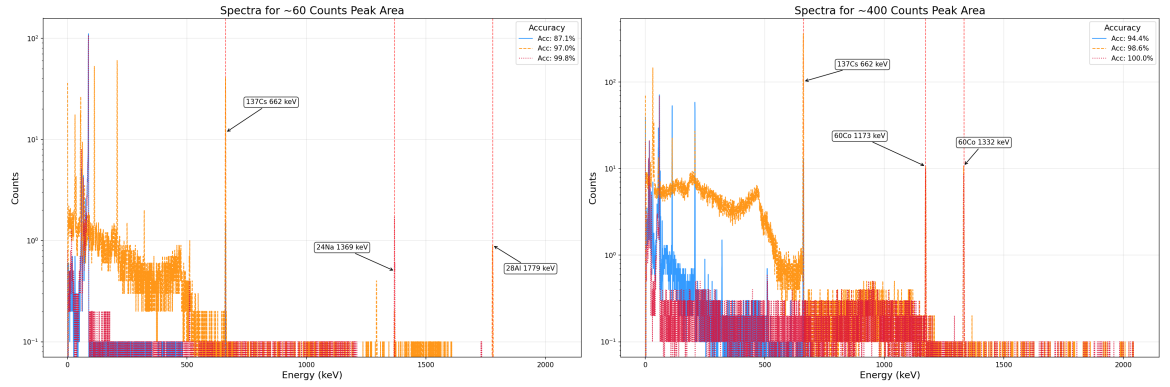 Spectra for ~60 Counts Peak Area
Accuracy
Acc: 87.1%
Acc: 97.0%
Acc: 99.8%
137Cs 662 keV
24Na 1369 keV
28Al 1779 keV
Counts
10²
10¹
10⁰
10⁻¹
0
500
1000
1500
2000
Energy (keV)
Spectra for ~400 Counts Peak Area
Accuracy
Acc: 94.4%
Acc: 98.6%
Acc: 100.0%
137Cs 662 keV
60Co 1173 keV
60Co 1332 keV
Counts
10²
10¹
10⁰
10⁻¹
0
500
1000
1500
2000
Energy (keV)